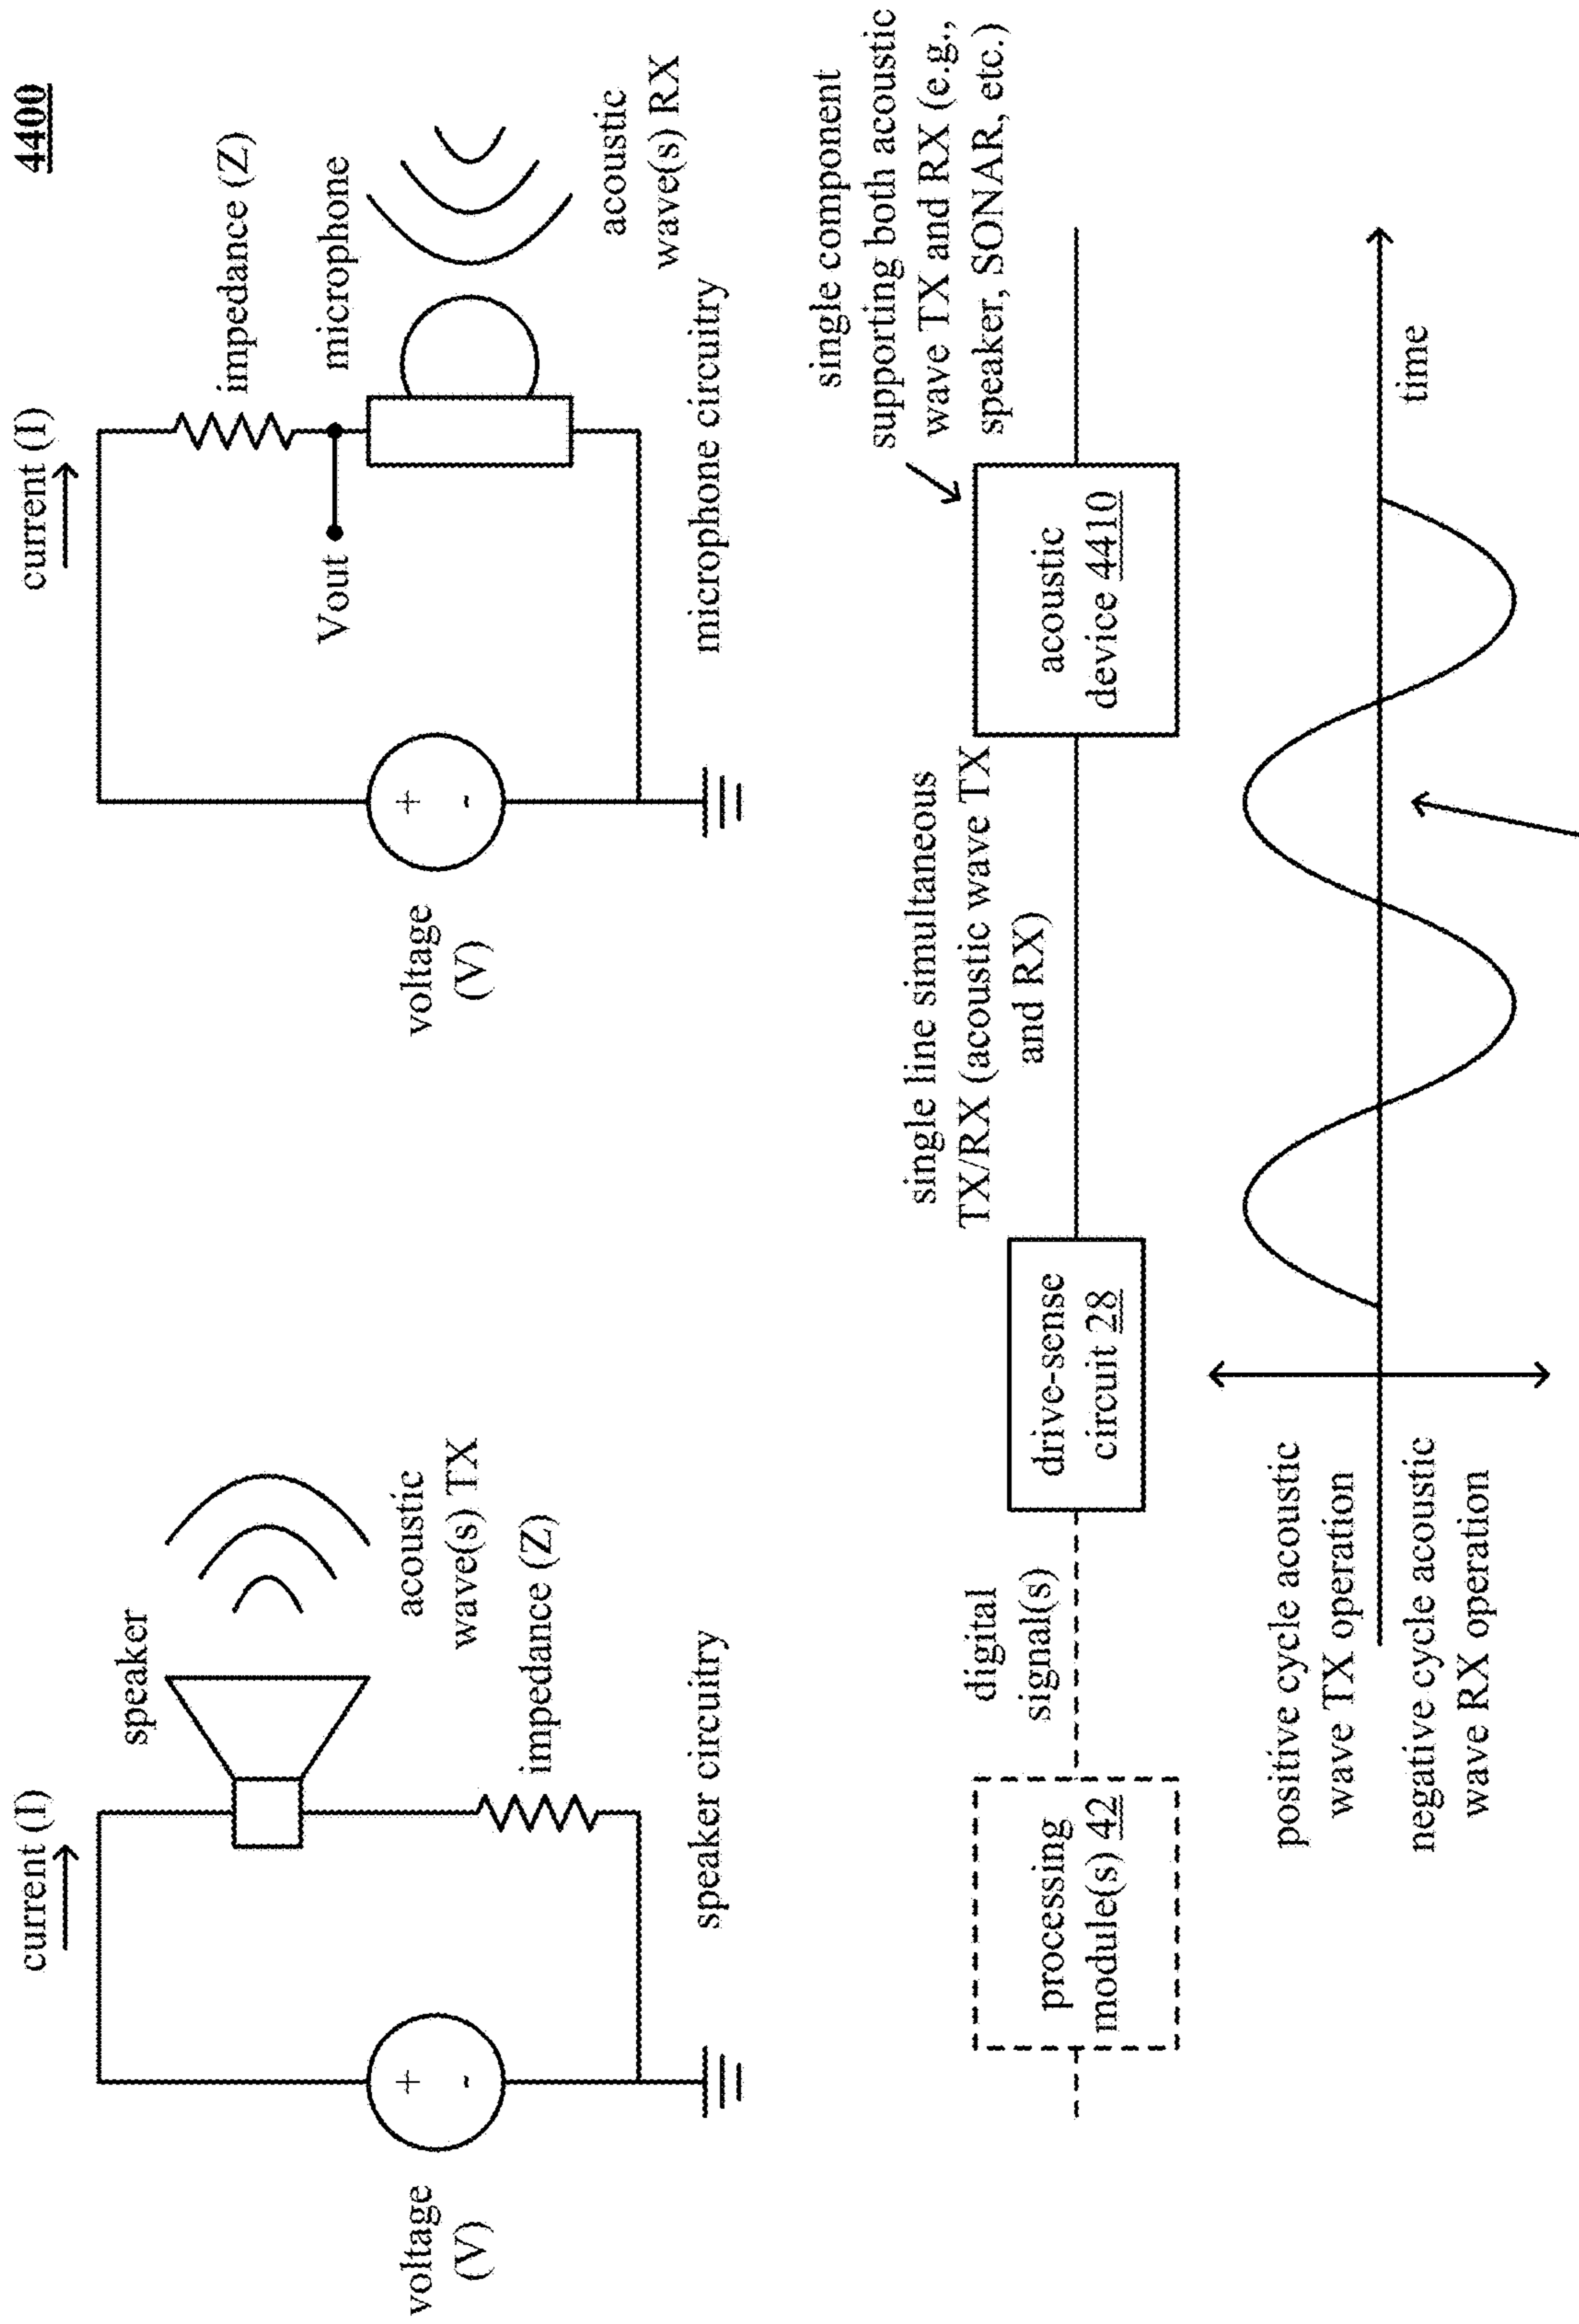 4400
current (I)
speaker
acoustic
wave(s) TX
impedance (Z)
voltage
(V)
+
-
speaker circuitry
current (I)
impedance (Z)
Vout
microphone
acoustic
wave(s) RX
voltage
(V)
+
-
microphone circuitry
processing
module(s) 42
digital
signal(s)
drive-sense
circuit 28
single line simultaneous
TX/RX (acoustic wave TX
and RX)
acoustic
device 4410
single component
supporting both acoustic
wave TX and RX (e.g.,
speaker, SONAR, etc.)
positive cycle acoustic
wave TX operation
negative cycle acoustic
wave RX operation
time